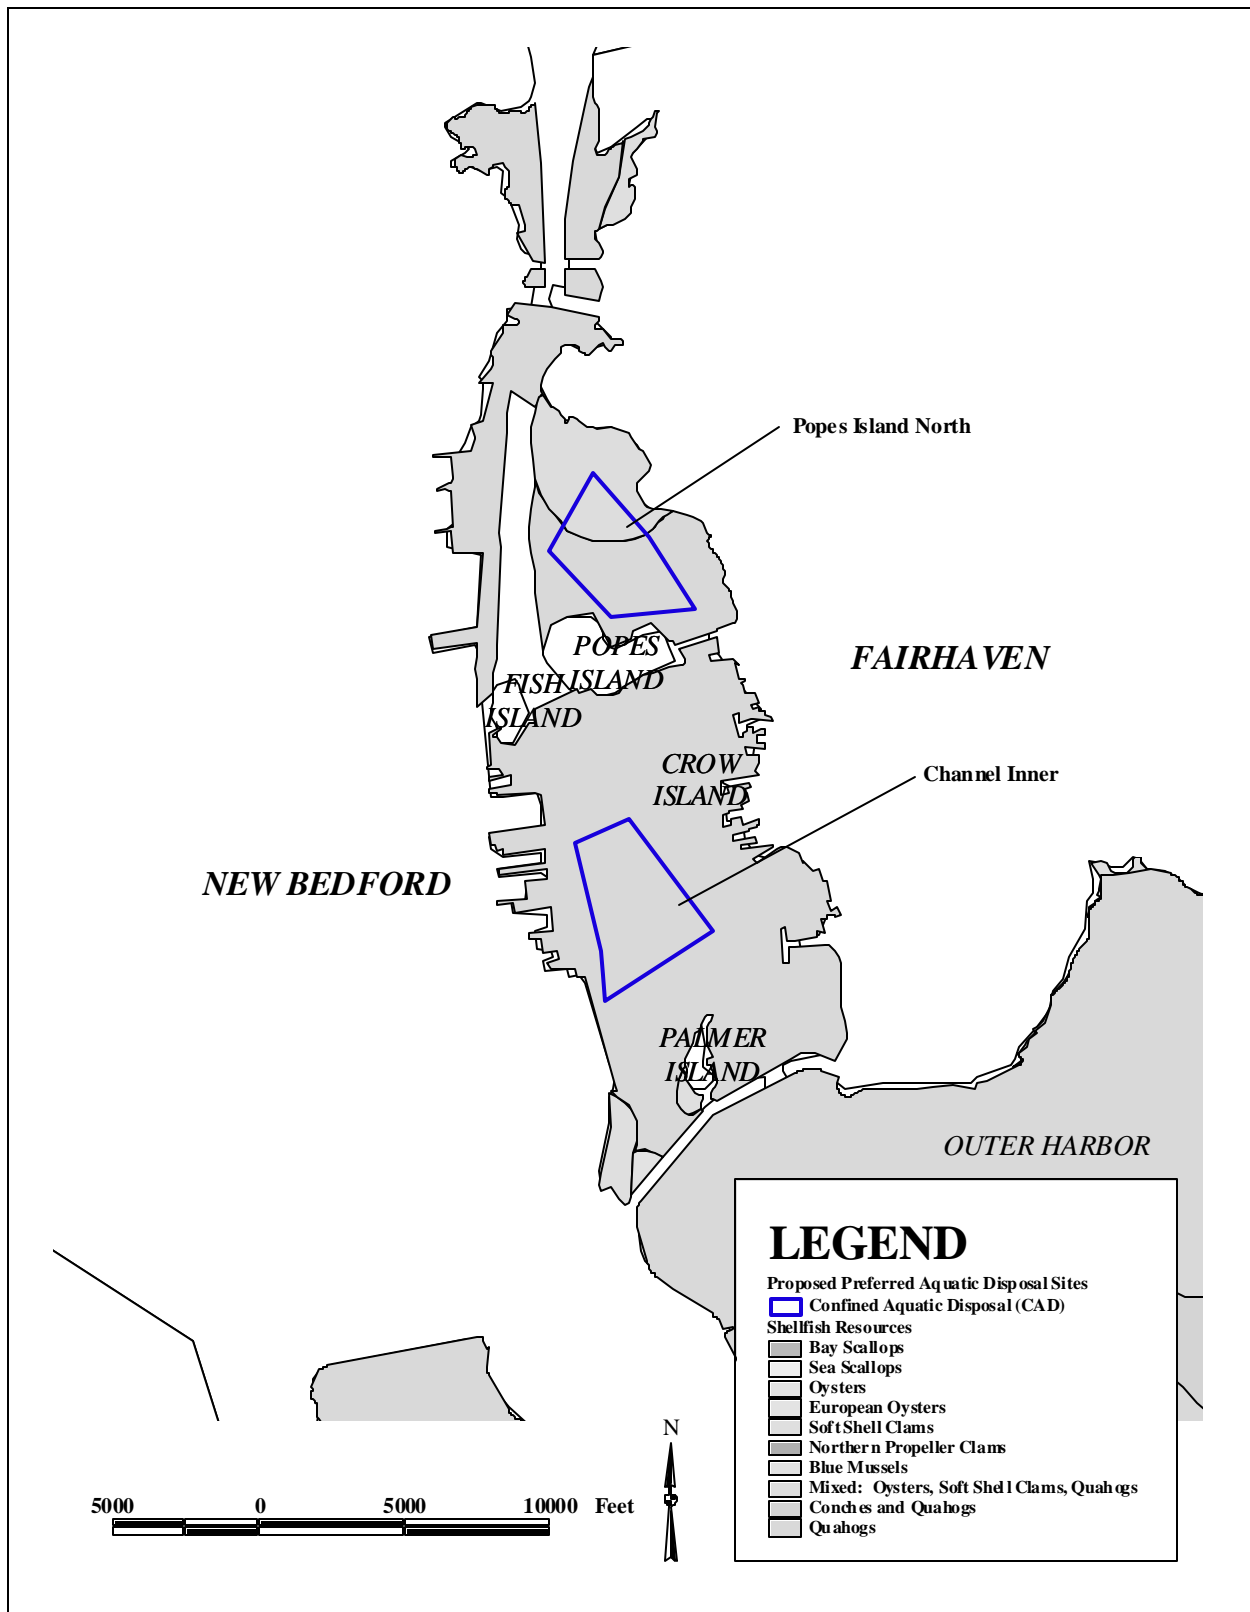 Popes Island North
POPES
ISLAND
FAIRHAVEN
FISH
ISLAND
CROW
ISLAND
Channel Inner
NEW BEDFORD
PALMER
ISLAND
OUTER HARBOR
LEGEND
Proposed Preferred Aquatic Disposal Sites
Confined Aquatic Disposal (CAD)
Shellfish Resources
Bay Scallops
Sea Scallops
Oysters
European Oysters
Soft Shell Clams
Northern Propeller Clams
Blue Mussels
Mixed: Oysters, Soft Shell Clams, Quahogs
Conches and Quahogs
Quahogs
N
5000 0 5000 10000 Feet